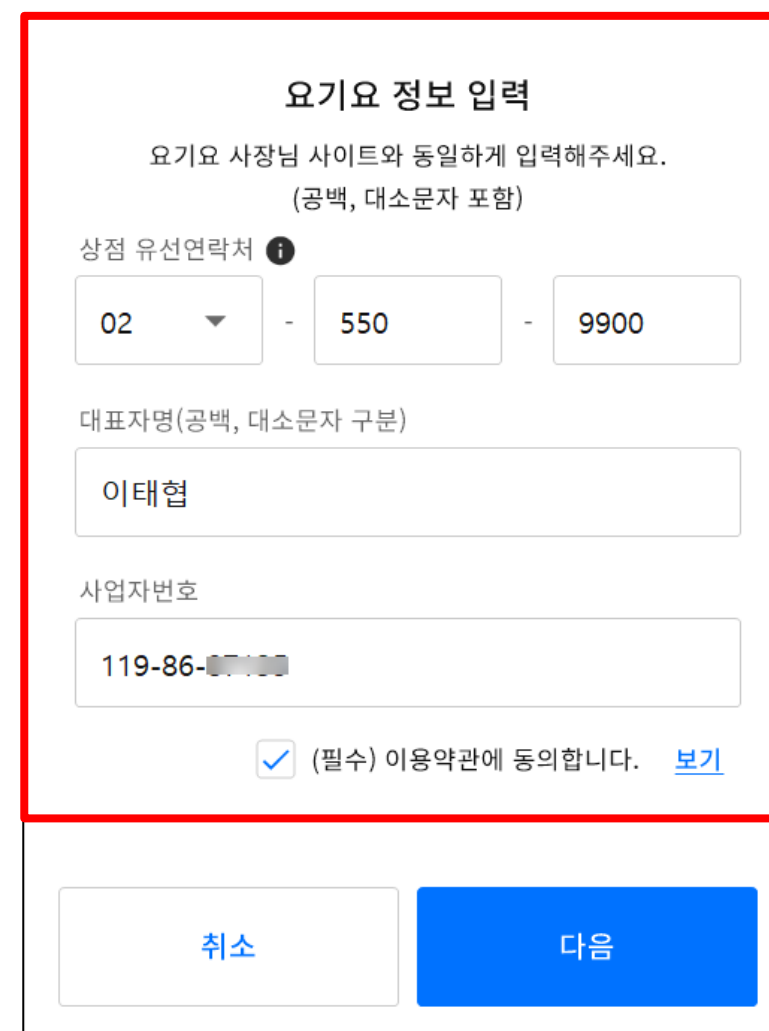 요기요 정보 입력
요기요 사장님 사이트와 동일하게 입력해주세요.
(공백, 대소문자 포함)
상점 유선연락처
02 - 550 - 9900
대표자명(공백, 대소문자 구분)
이태협
사업자번호
119-86-
(필수) 이용약관에 동의합니다. 보기
취소 다음